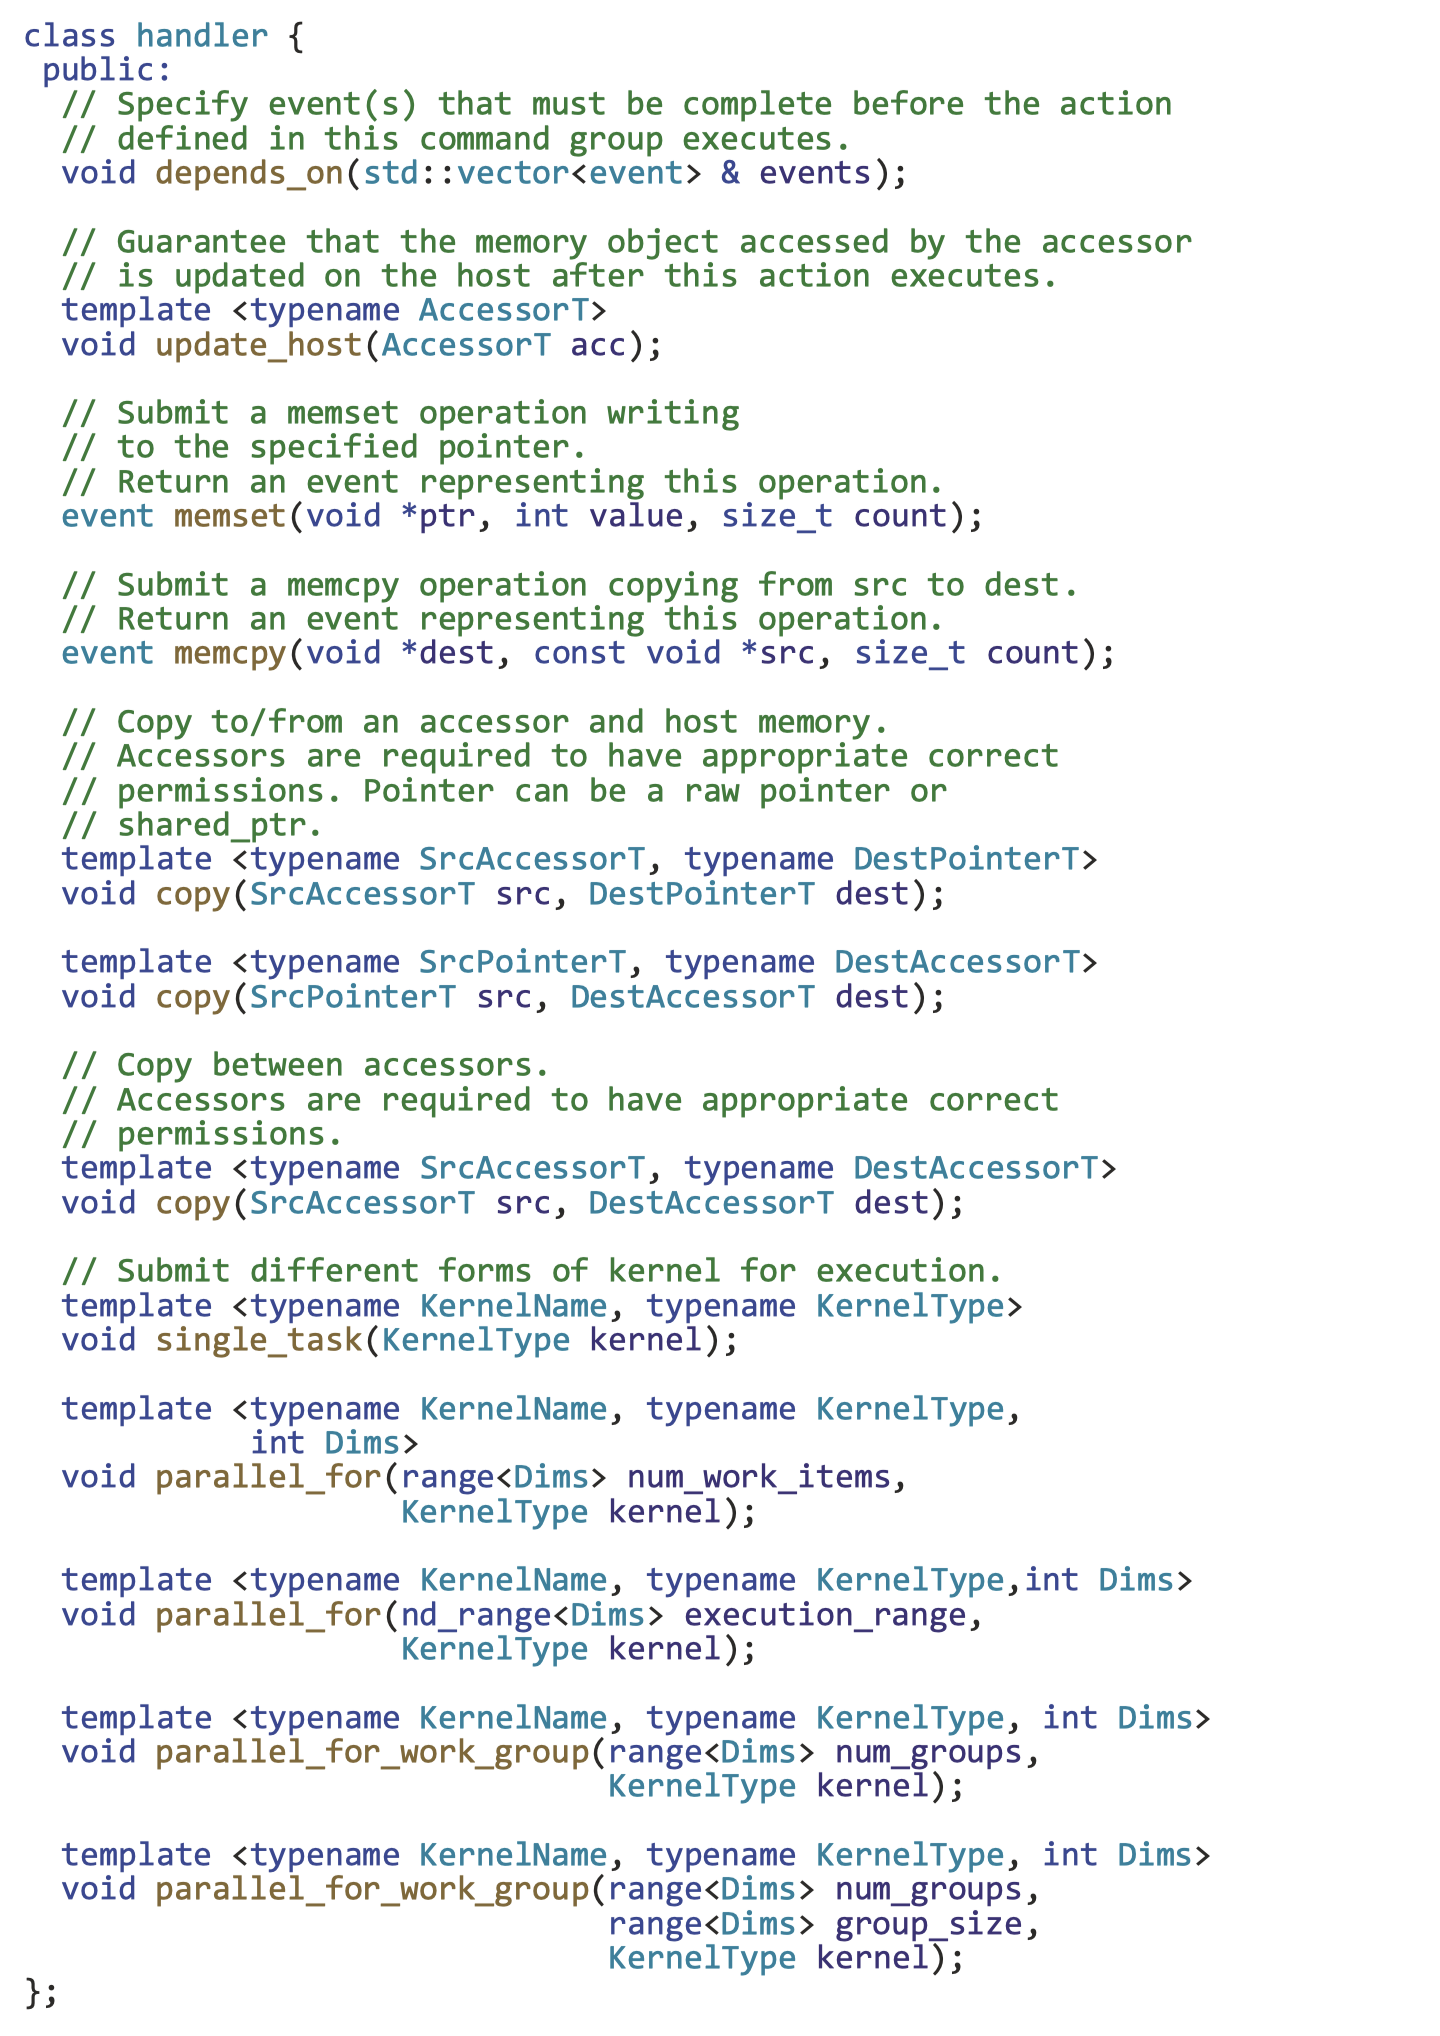 class handler {
 public:
  // Specify event(s) that must be complete before the action
  // defined in this command group executes.
  void depends_on(std::vector<event> & events);

  // Guarantee that the memory object accessed by the accessor
  // is updated on the host after this action executes.
  template <typename AccessorT>
  void update_host(AccessorT acc);

  // Submit a memset operation writing
  // to the specified pointer.
  // Return an event representing this operation.
  event memset(void *ptr, int value, size_t count);

  // Submit a memcpy operation copying from src to dest.
  // Return an event representing this operation.
  event memcpy(void *dest, const void *src, size_t count);

  // Copy to/from an accessor and host memory.
  // Accessors are required to have appropriate correct
  // permissions. Pointer can be a raw pointer or
  // shared_ptr.
  template <typename SrcAccessorT, typename DestPointerT>
  void copy(SrcAccessorT src, DestPointerT dest);

  template <typename SrcPointerT, typename DestAccessorT>
  void copy(SrcPointerT src, DestAccessorT dest);

  // Copy between accessors.
  // Accessors are required to have appropriate correct
  // permissions.
  template <typename SrcAccessorT, typename DestAccessorT>
  void copy(SrcAccessorT src, DestAccessorT dest);

  // Submit different forms of kernel for execution.
  template <typename KernelName, typename KernelType>
  void single_task(KernelType kernel);

  template <typename KernelName, typename KernelType,
            int Dims>
  void parallel_for(range<Dims> num_work_items,
                    KernelType kernel);

  template <typename KernelName, typename KernelType,int Dims>
  void parallel_for(nd_range<Dims> execution_range,
                    KernelType kernel);

  template <typename KernelName, typename KernelType, int Dims>
  void parallel_for_work_group(range<Dims> num_groups,
                               KernelType kernel);

  template <typename KernelName, typename KernelType, int Dims>
  void parallel_for_work_group(range<Dims> num_groups,
                               range<Dims> group_size,
                               KernelType kernel);
};